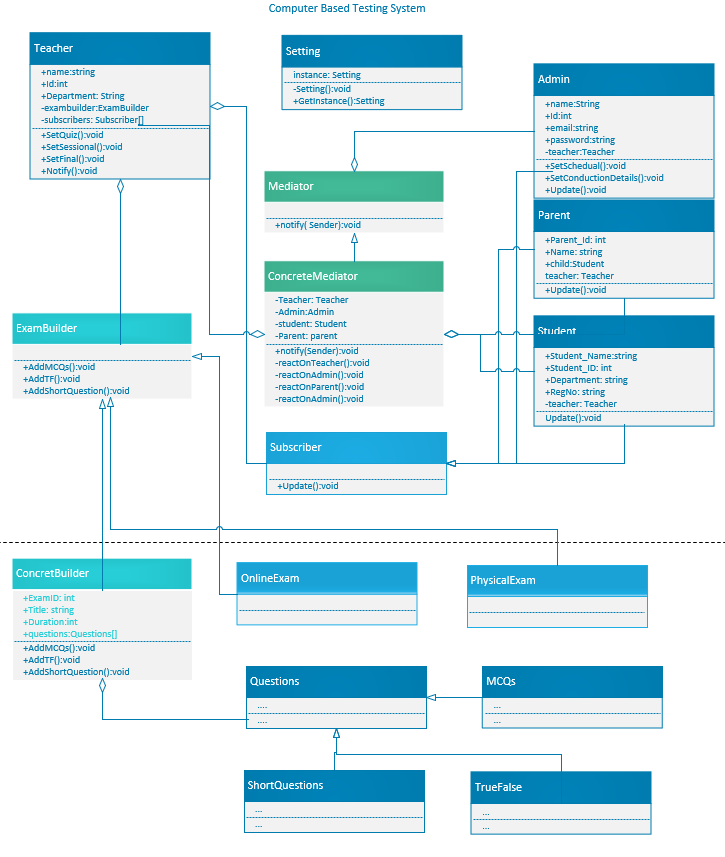 Computer Based Testing System
Teacher
+name:string
+Id:int
+Department: String
-exambuilder:ExamBuilder
-subscribers: Subscriber[]
+SetQuiz():void
+SetSessional():void
+SetFinal():void
+Notify():void
Setting
instance: Setting
-Setting():void
+GetInstance():Setting
Admin
+name:String
+Id:int
+email:string
+password:string
-teacher:Teacher
+SetSchedual():void
+SetConductionDetails():void
+Update():void
Mediator
+notify( Sender):void
Parent
+Parent_Id: int
+Name: string
+child:Student
teacher: Teacher
+Update():void
ConcreteMediator
-Teacher: Teacher
-Admin:Admin
-student: Student
-Parent: parent
+notify(Sender):void
-reactOnTeacher():void
-reactOnAdmin():void
-reactOnParent():void
-reactOnAdmin():void
ExamBuilder
+AddMCQs():void
+AddTF():void
+AddShortQuestion():void
Student
+Student_Name:string
+Student_ID: int
+Department: string
+RegNo: string
-teacher: Teacher
Update():void
Subscriber
+Update():void
ConcretBuilder
+ExamID: int
+Title: string
+Duration:int
+questions:Questions[]
+AddMCQs():void
+AddTF():void
+AddShortQuestion():void
OnlineExam
PhysicalExam
Questions
....
....
MCQs
...
...
ShortQuestions
...
...
TrueFalse
...
...